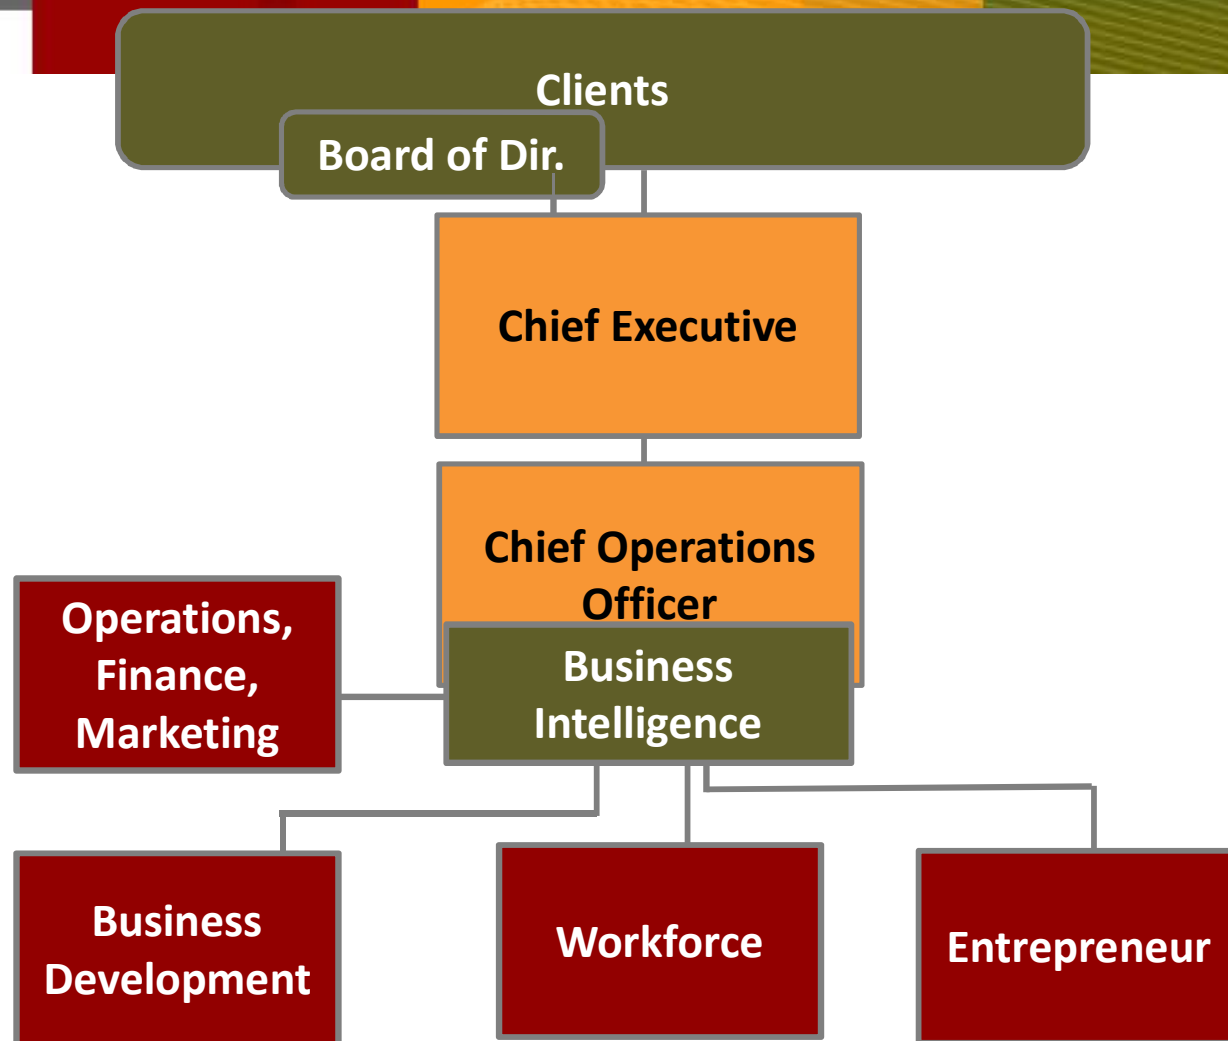 Clients
Board of Dir.
Chief Executive
Chief Operations
Officer
Operations,
Finance,
Marketing
Business
Intelligence
Business
Development
Workforce
Entrepreneur